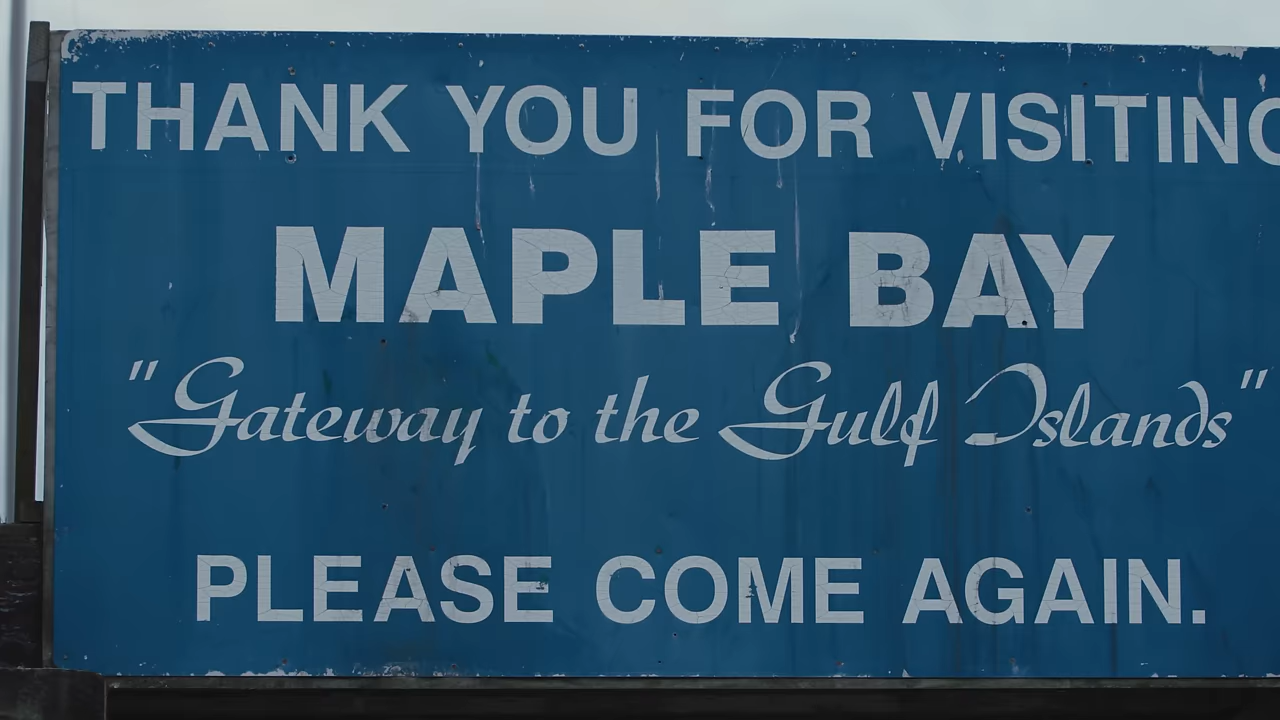 THANK YOU FOR VISITING
MAPLE BAY
"Gateway to the Gulf Islands"
PLEASE COME AGAIN.